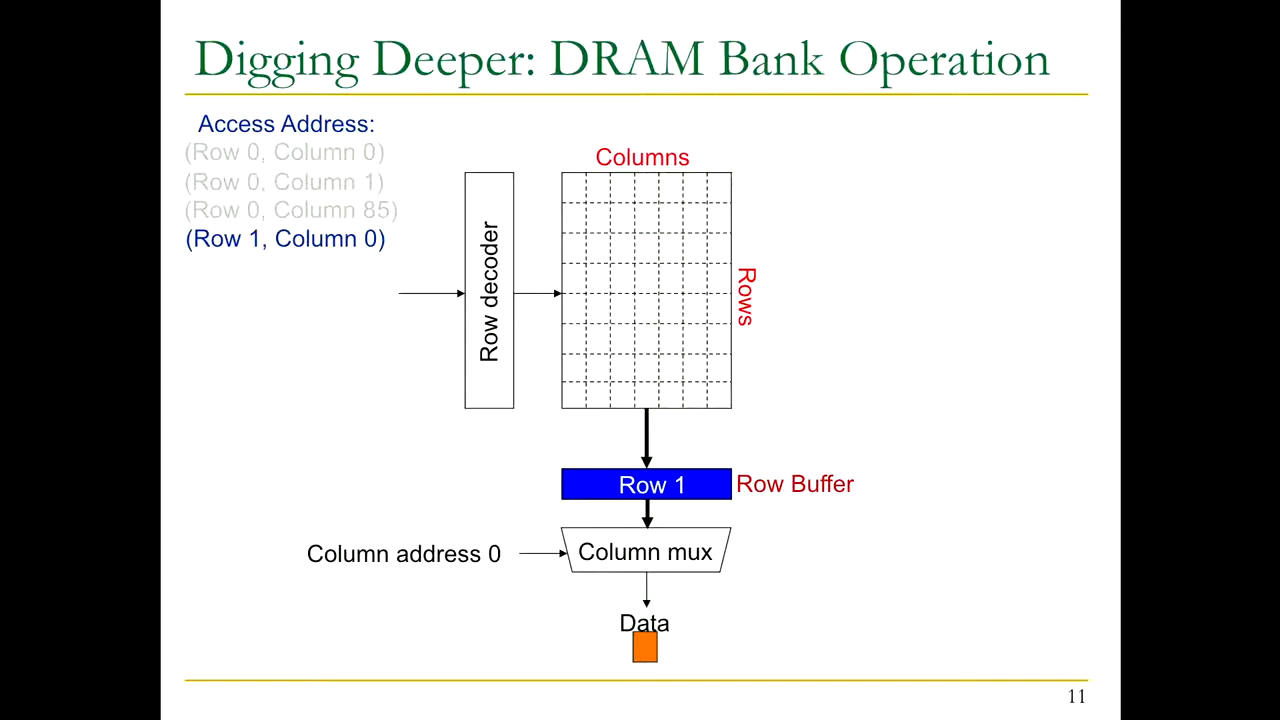 Digging Deeper: DRAM Bank Operation
Access Address:
(Row 0, Column 0)
(Row 0, Column 1)
(Row 0, Column 85)
(Row 1, Column 0)
Columns
Row decoder
Rows
Row 1
Row Buffer
Column address 0
Column mux
Data
11